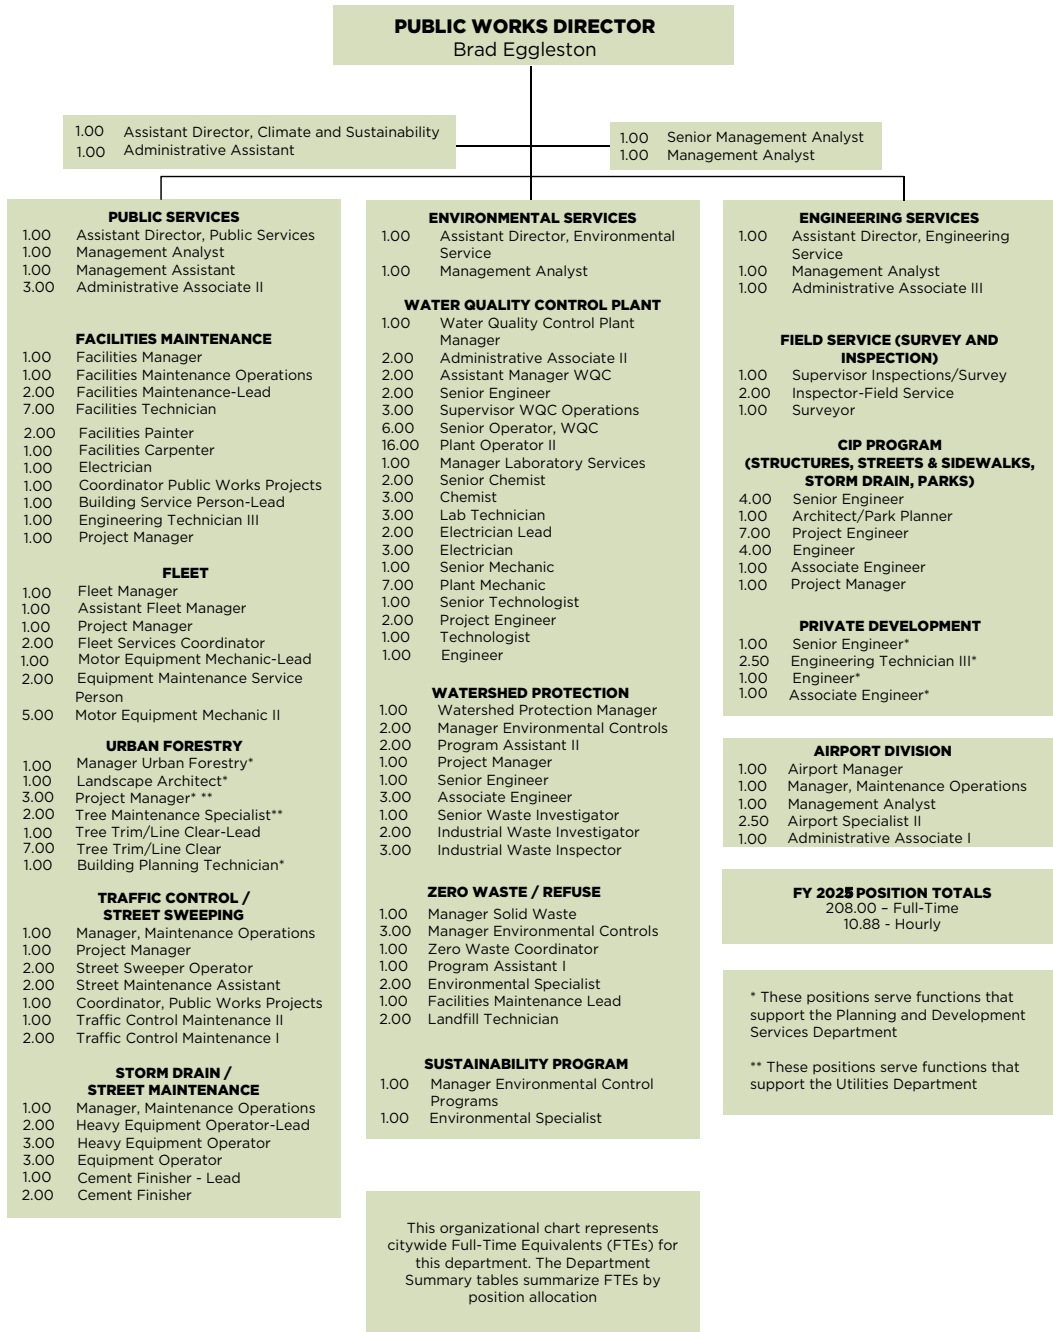 PUBLIC WORKS DIRECTOR
Brad Eggleston
1.00 Assistant Director, Climate and Sustainability
1.00 Administrative Assistant
1.00 Senior Management Analyst
1.00 Management Analyst
PUBLIC SERVICES
1.00 Assistant Director, Public Services
1.00 Management Analyst
1.00 Management Assistant
3.00 Administrative Associate II
FACILITIES MAINTENANCE
1.00 Facilities Manager
1.00 Facilities Maintenance Operations
2.00 Facilities Maintenance-Lead
7.00 Facilities Technician
2.00 Facilities Painter
1.00 Facilities Carpenter
1.00 Electrician
1.00 Coordinator Public Works Projects
1.00 Building Service Person-Lead
1.00 Engineering Technician III
1.00 Project Manager
FLEET
1.00 Fleet Manager
1.00 Assistant Fleet Manager
1.00 Project Manager
2.00 Fleet Services Coordinator
1.00 Motor Equipment Mechanic-Lead
2.00 Equipment Maintenance Service
Person
5.00 Motor Equipment Mechanic II
URBAN FORESTRY
1.00 Manager Urban Forestry*
1.00 Landscape Architect*
3.00 Project Manager* **
2.00 Tree Maintenance Specialist**
1.00 Tree Trim/Line Clear-Lead
7.00 Tree Trim/Line Clear
1.00 Building Planning Technician*
TRAFFIC CONTROL /
STREET SWEEPING
1.00 Manager, Maintenance Operations
1.00 Project Manager
2.00 Street Sweeper Operator
2.00 Street Maintenance Assistant
1.00 Coordinator, Public Works Projects
1.00 Traffic Control Maintenance II
2.00 Traffic Control Maintenance I
STORM DRAIN /
STREET MAINTENANCE
1.00 Manager, Maintenance Operations
2.00 Heavy Equipment Operator-Lead
3.00 Heavy Equipment Operator
3.00 Equipment Operator
1.00 Cement Finisher - Lead
2.00 Cement Finisher
ENVIRONMENTAL SERVICES
1.00 Assistant Director, Environmental
Service
1.00 Management Analyst
WATER QUALITY CONTROL PLANT
1.00 Water Quality Control Plant
Manager
2.00 Administrative Associate II
2.00 Assistant Manager WQC
2.00 Senior Engineer
3.00 Supervisor WQC Operations
6.00 Senior Operator, WQC
16.00 Plant Operator II
1.00 Manager Laboratory Services
2.00 Senior Chemist
3.00 Chemist
3.00 Lab Technician
2.00 Electrician Lead
3.00 Electrician
1.00 Senior Mechanic
7.00 Plant Mechanic
1.00 Senior Technologist
2.00 Project Engineer
1.00 Technologist
1.00 Engineer
WATERSHED PROTECTION
1.00 Watershed Protection Manager
2.00 Manager Environmental Controls
2.00 Program Assistant II
1.00 Project Manager
1.00 Senior Engineer
3.00 Associate Engineer
1.00 Senior Waste Investigator
2.00 Industrial Waste Investigator
3.00 Industrial Waste Inspector
ZERO WASTE / REFUSE
1.00 Manager Solid Waste
3.00 Manager Environmental Controls
1.00 Zero Waste Coordinator
1.00 Program Assistant I
2.00 Environmental Specialist
1.00 Facilities Maintenance Lead
2.00 Landfill Technician
SUSTAINABILITY PROGRAM
1.00 Manager Environmental Control
Programs
1.00 Environmental Specialist
This organizational chart represents
citywide Full-Time Equivalents (FTEs) for
this department. The Department
Summary tables summarize FTEs by
position allocation
ENGINEERING SERVICES
1.00 Assistant Director, Engineering
Service
1.00 Management Analyst
1.00 Administrative Associate III
FIELD SERVICE (SURVEY AND
INSPECTION)
1.00 Supervisor Inspections/Survey
2.00 Inspector-Field Service
1.00 Surveyor
CIP PROGRAM
(STRUCTURES, STREETS & SIDEWALKS,
STORM DRAIN, PARKS)
4.00 Senior Engineer
1.00 Architect/Park Planner
7.00 Project Engineer
4.00 Engineer
1.00 Associate Engineer
1.00 Project Manager
PRIVATE DEVELOPMENT
1.00 Senior Engineer*
2.50 Engineering Technician III*
1.00 Engineer*
1.00 Associate Engineer*
AIRPORT DIVISION
1.00 Airport Manager
1.00 Manager, Maintenance Operations
1.00 Management Analyst
2.50 Airport Specialist II
1.00 Administrative Associate I
FY POSITION TOTALS
208.00 – Full-Time
10.88 - Hourly
* These positions serve functions that
support the Planning and Development
Services Department
** These positions serve functions that
support the Utilities Department